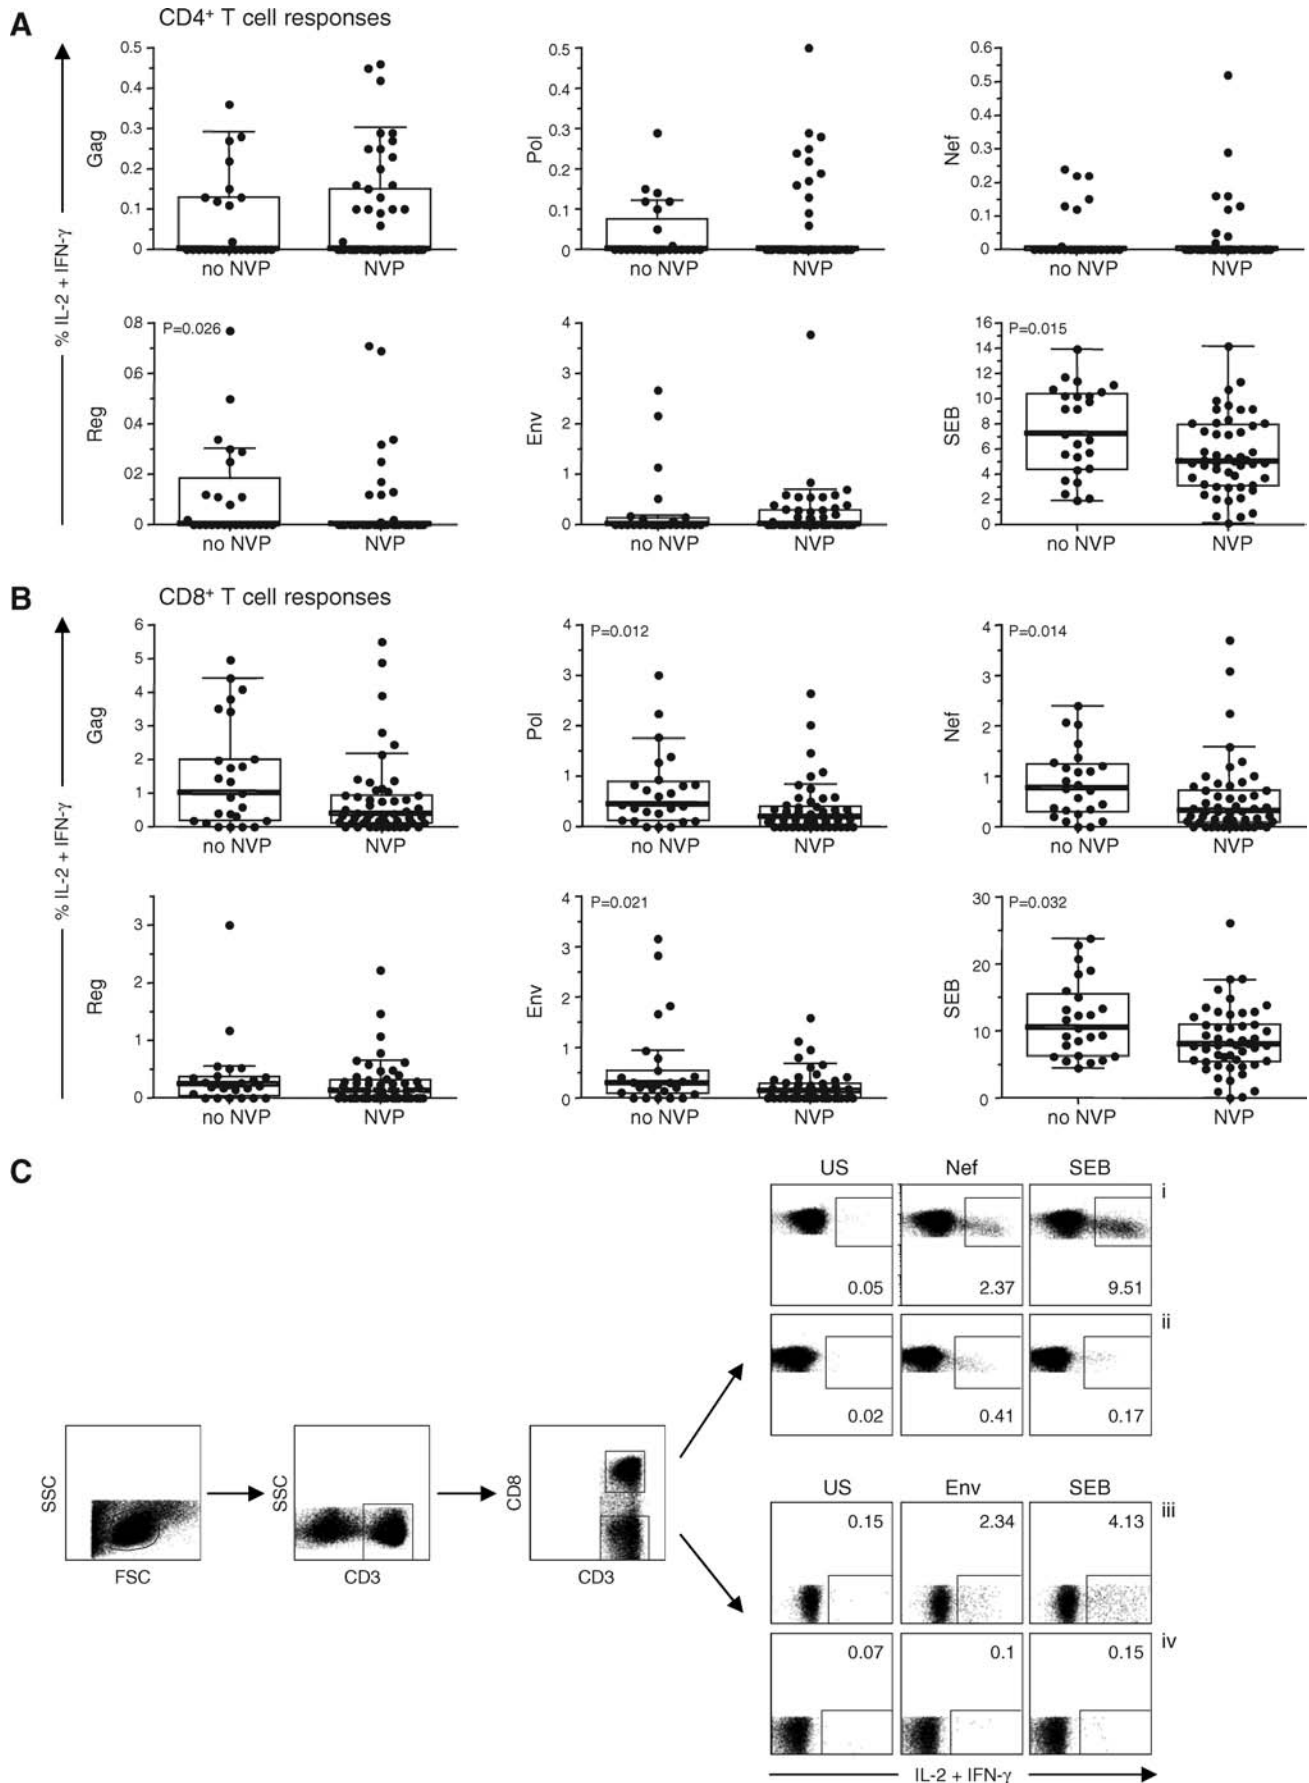 A
CD4+ T cell responses
% IL-2 + IFN-γ
Gag
0.5
0.4
0.3
0.2
0.1
0
no NVP NVP
Pol
0.5
0.4
0.3
0.2
0.1
0
no NVP NVP
Nef
0.6
0.5
0.4
0.3
0.2
0.1
0
no NVP NVP
Reg
P=0.026
08
06
0.4
02
0
no NVP NVP
Env
4
3
2
1
0
no NVP NVP
SEB
P=0.015
16
14
12
10
8
6
4
2
0
no NVP NVP
B
CD8+ T cell responses
% IL-2 + IFN-γ
Gag
6
5
4
3
2
1
0
no NVP NVP
Pol
P=0.012
4
3
2
1
0
no NVP NVP
Nef
P=0.014
4
3
2
1
0
no NVP NVP
Reg
3
2
1
0
no NVP NVP
Env
P=0.021
4
3
2
1
0
no NVP NVP
SEB
P=0.032
30
20
10
0
no NVP NVP
C
US Nef SEB
i
0.05 2.37 9.51
ii
0.02 0.41 0.17
SSC
FSC
SSC
CD3
CD8
CD3
US Env SEB
iii
0.15 2.34 4.13
iv
0.07 0.1 0.15
IL-2 + IFN-γ